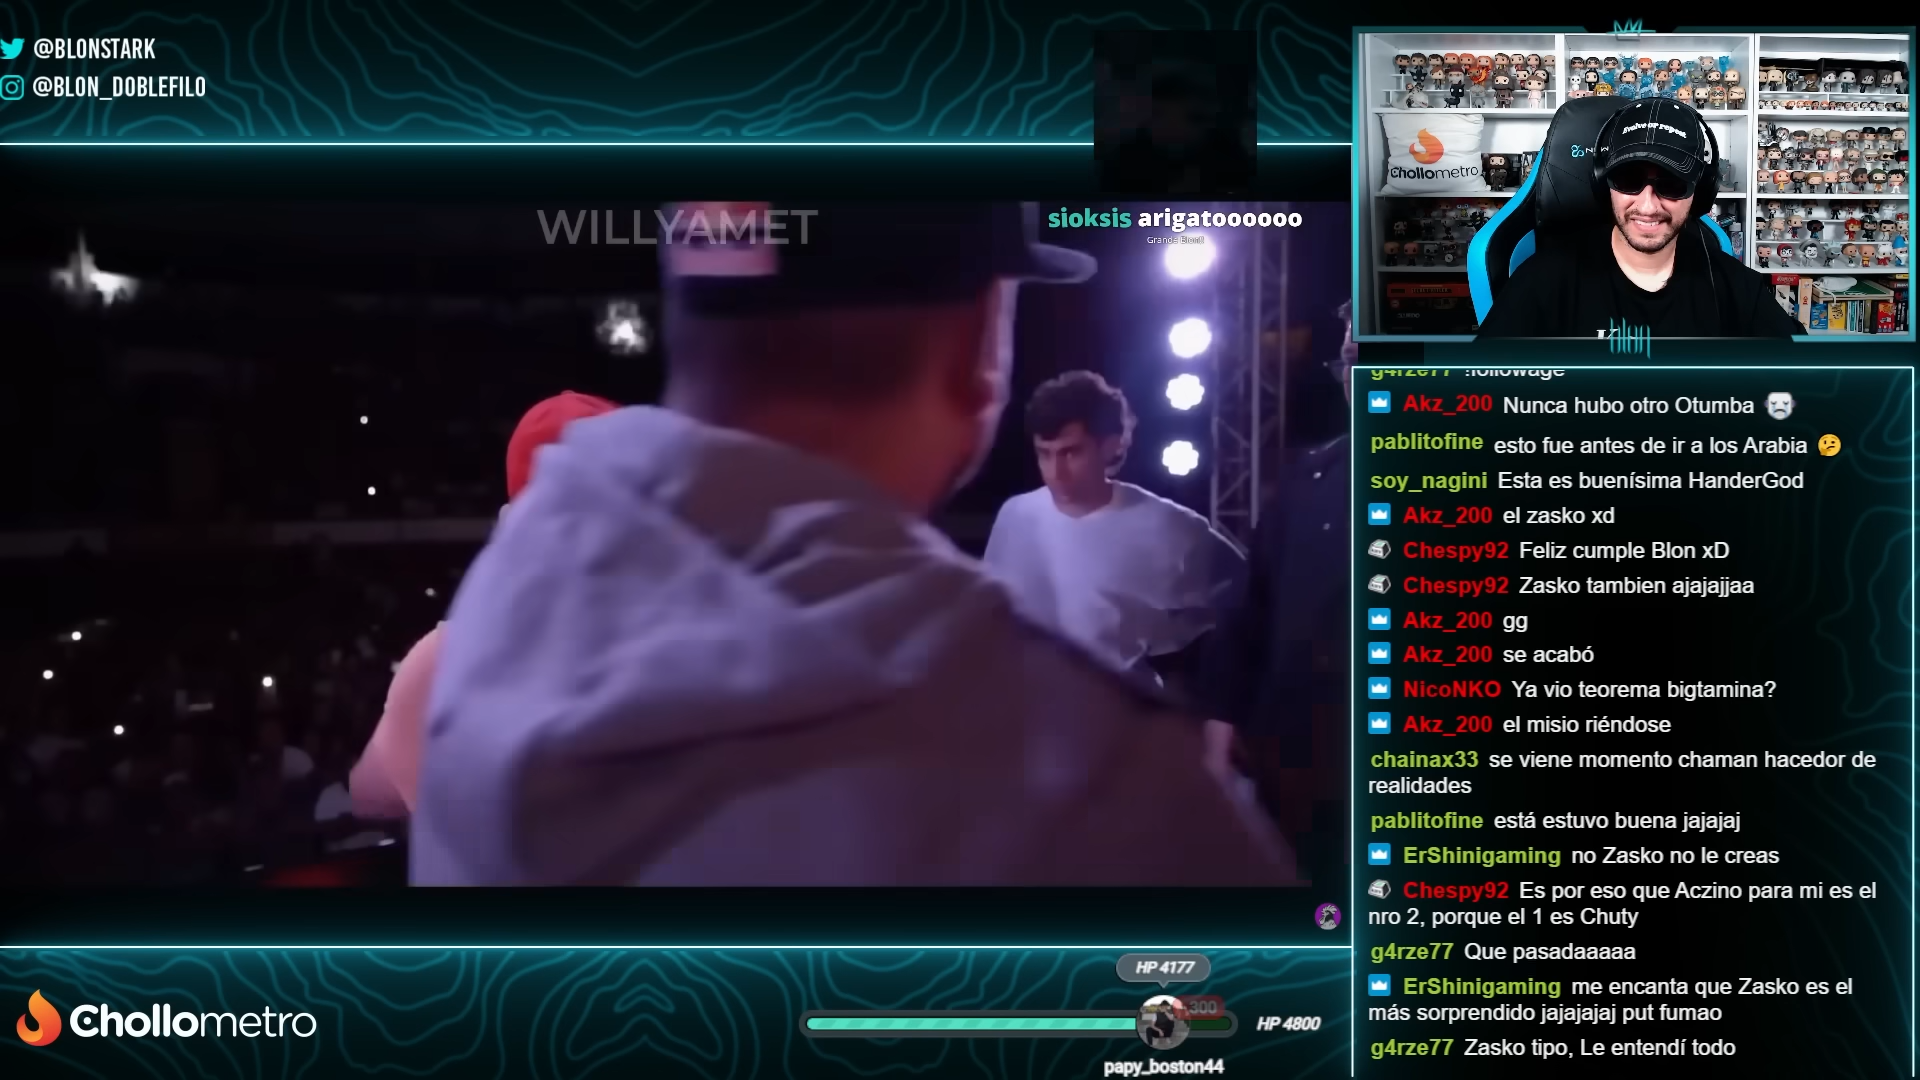 @BLONSTARK
@BLON_DOBLEFILO
WILLYAMET
sioksis arigatoooooo
Grande Blon!!
Chollometro
g4rze77 !followage
Akz_200 Nunca hubo otro Otumba
pablitofine esto fue antes de ir a los Arabia 🤔
soy_nagini Esta es buenísima HanderGod
Akz_200 el zasko xd
Chespy92 Feliz cumple Blon xD
Chespy92 Zasko tambien ajajajjaa
Akz_200 gg
Akz_200 se acabó
NicoNKO Ya vio teorema bigtamina?
Akz_200 el misio riéndose
chainax33 se viene momento chaman hacedor de
realidades
pablitofine está estuvo buena jajajaj
ErShinigaming no Zasko no le creas
Chespy92 Es por eso que Aczino para mi es el
nro 2, porque el 1 es Chuty
g4rze77 Que pasadaaaaa
ErShinigaming me encanta que Zasko es el
más sorprendido jajajajaj put fumao
g4rze77 Zasko tipo, Le entendí todo
Chollometro
HP 4177
300
HP 4800
papy_boston44